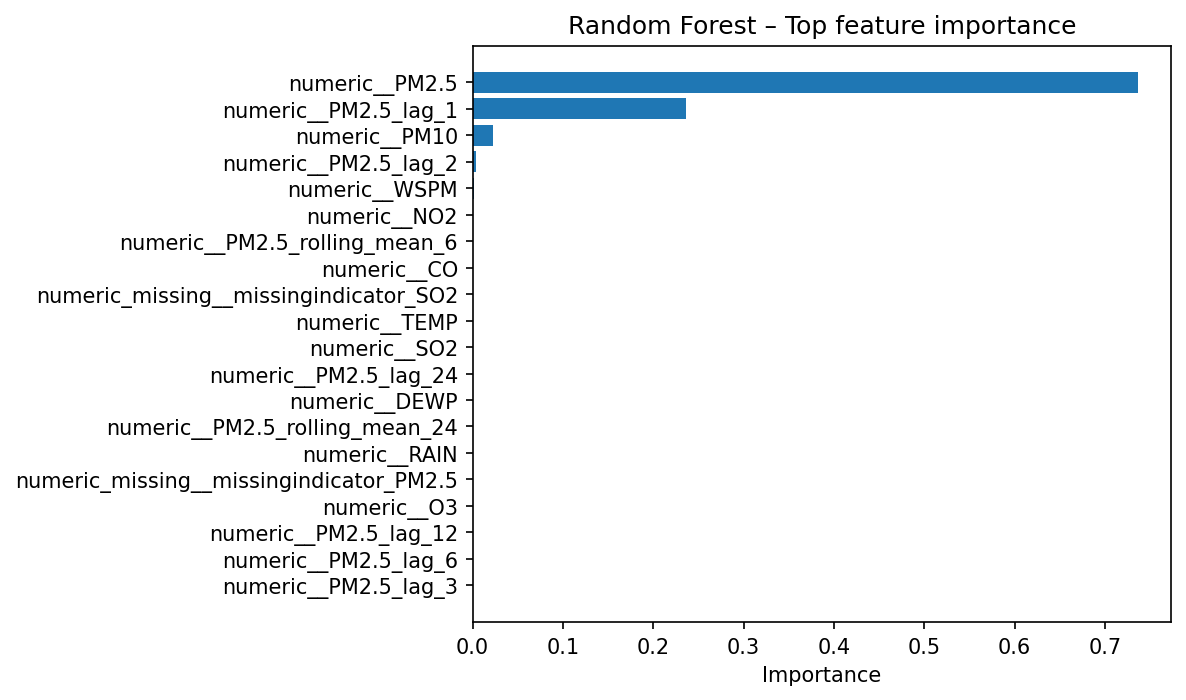 Random Forest – Top feature importance
numeric__PM2.5
numeric__PM2.5_lag_1
numeric__PM10
numeric__PM2.5_lag_2
numeric__WSPM
numeric__NO2
numeric__PM2.5_rolling_mean_6
numeric__CO
numeric_missing__missingindicator_SO2
numeric__TEMP
numeric__SO2
numeric__PM2.5_lag_24
numeric__DEWP
numeric__PM2.5_rolling_mean_24
numeric__RAIN
numeric_missing__missingindicator_PM2.5
numeric__O3
numeric__PM2.5_lag_12
numeric__PM2.5_lag_6
numeric__PM2.5_lag_3
0.0 0.1 0.2 0.3 0.4 0.5 0.6 0.7
Importance